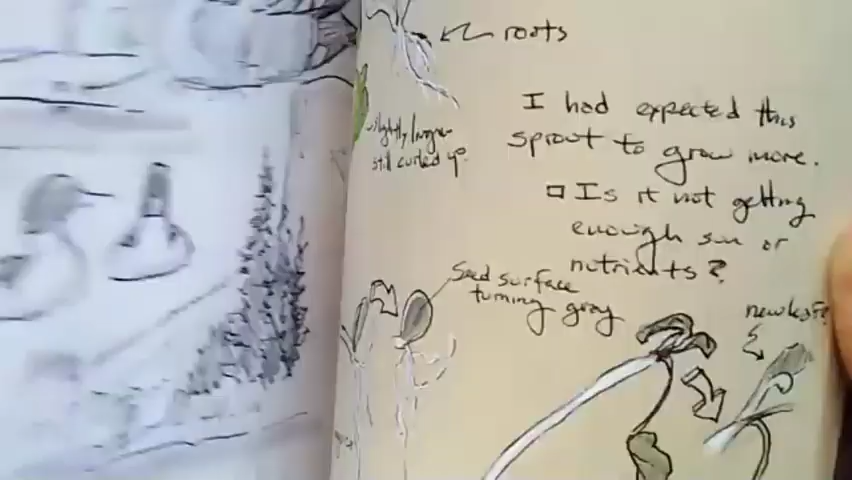 roots
I had expected this
sprout to grow more.
slightly longer
still curled up.
Is it not getting
enough sun or
nutrients?
Seed surface
turning gray
new leaf?